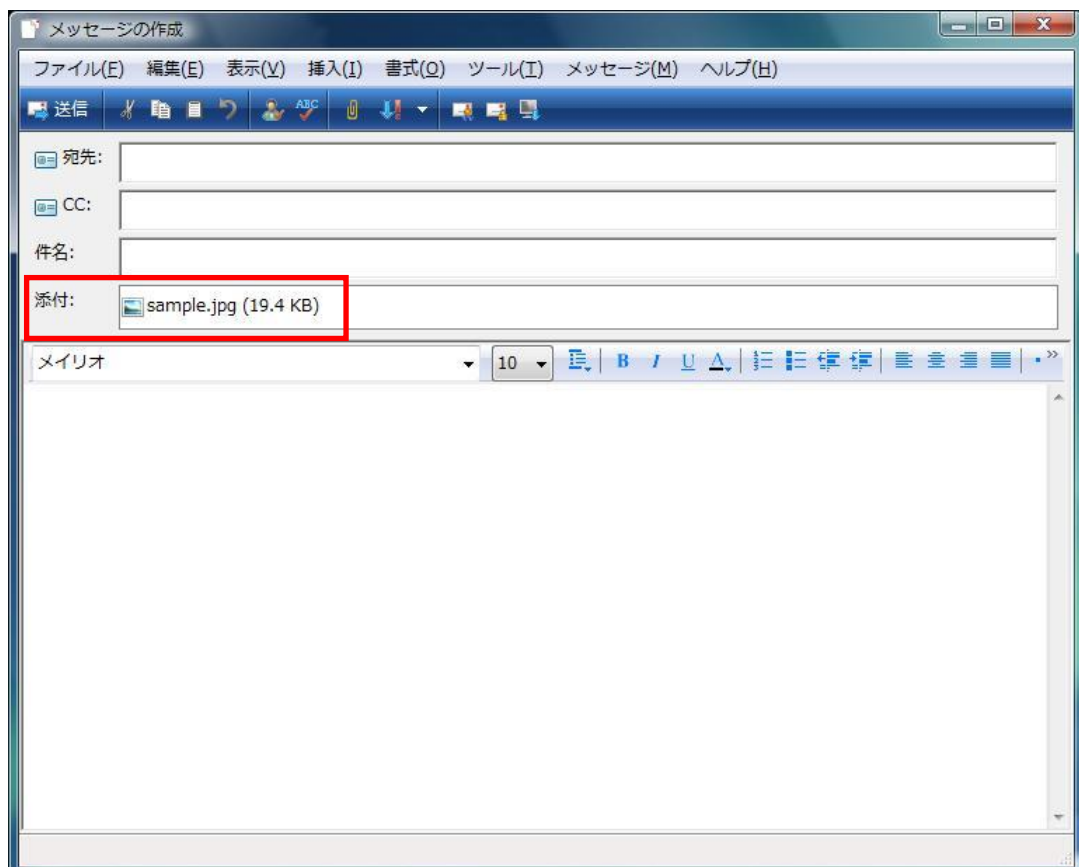 メッセージの作成
ファイル(F) 編集(E) 表示(V) 挿入(I) 書式(O) ツール(T) メッセージ(M) ヘルプ(H)
送信 ABC
宛先:
CC:
件名:
添付: sample.jpg (19.4 KB)
メイリオ 10 B I U A